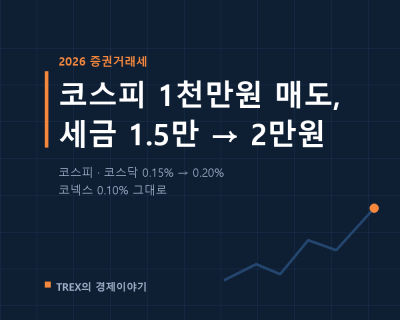 2026 증권거래세
코스피 1천만원 매도,
세금 1.5만 → 2만원
코스피 · 코스닥 0.15% → 0.20%
코넥스 0.10% 그대로
TREX의 경제이야기